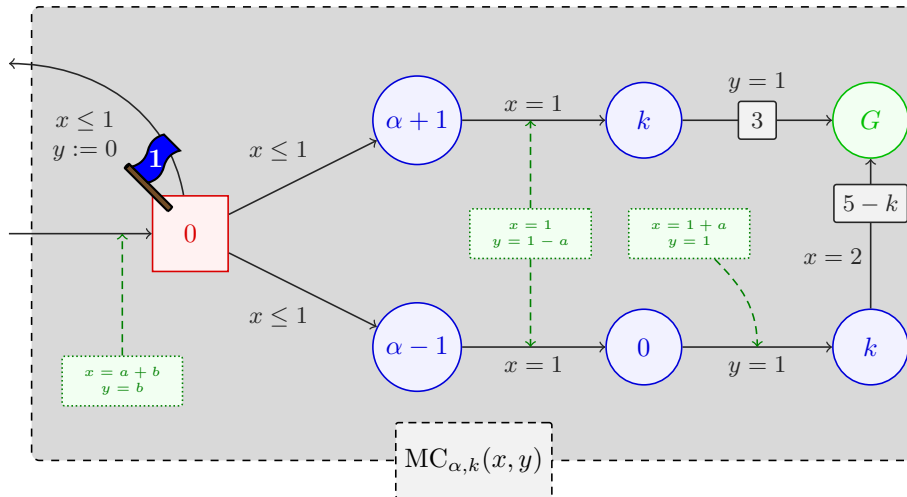 y = 1
x ≤ 1
y := 0
1
x ≤ 1
α + 1
x = 1
k
3
G
0
x = 1
y = 1 − a
x = 1 + a
y = 1
5 − k
x = 2
x ≤ 1
α − 1
x = 1
0
y = 1
k
x = a + b
y = b
MCα,k(x, y)